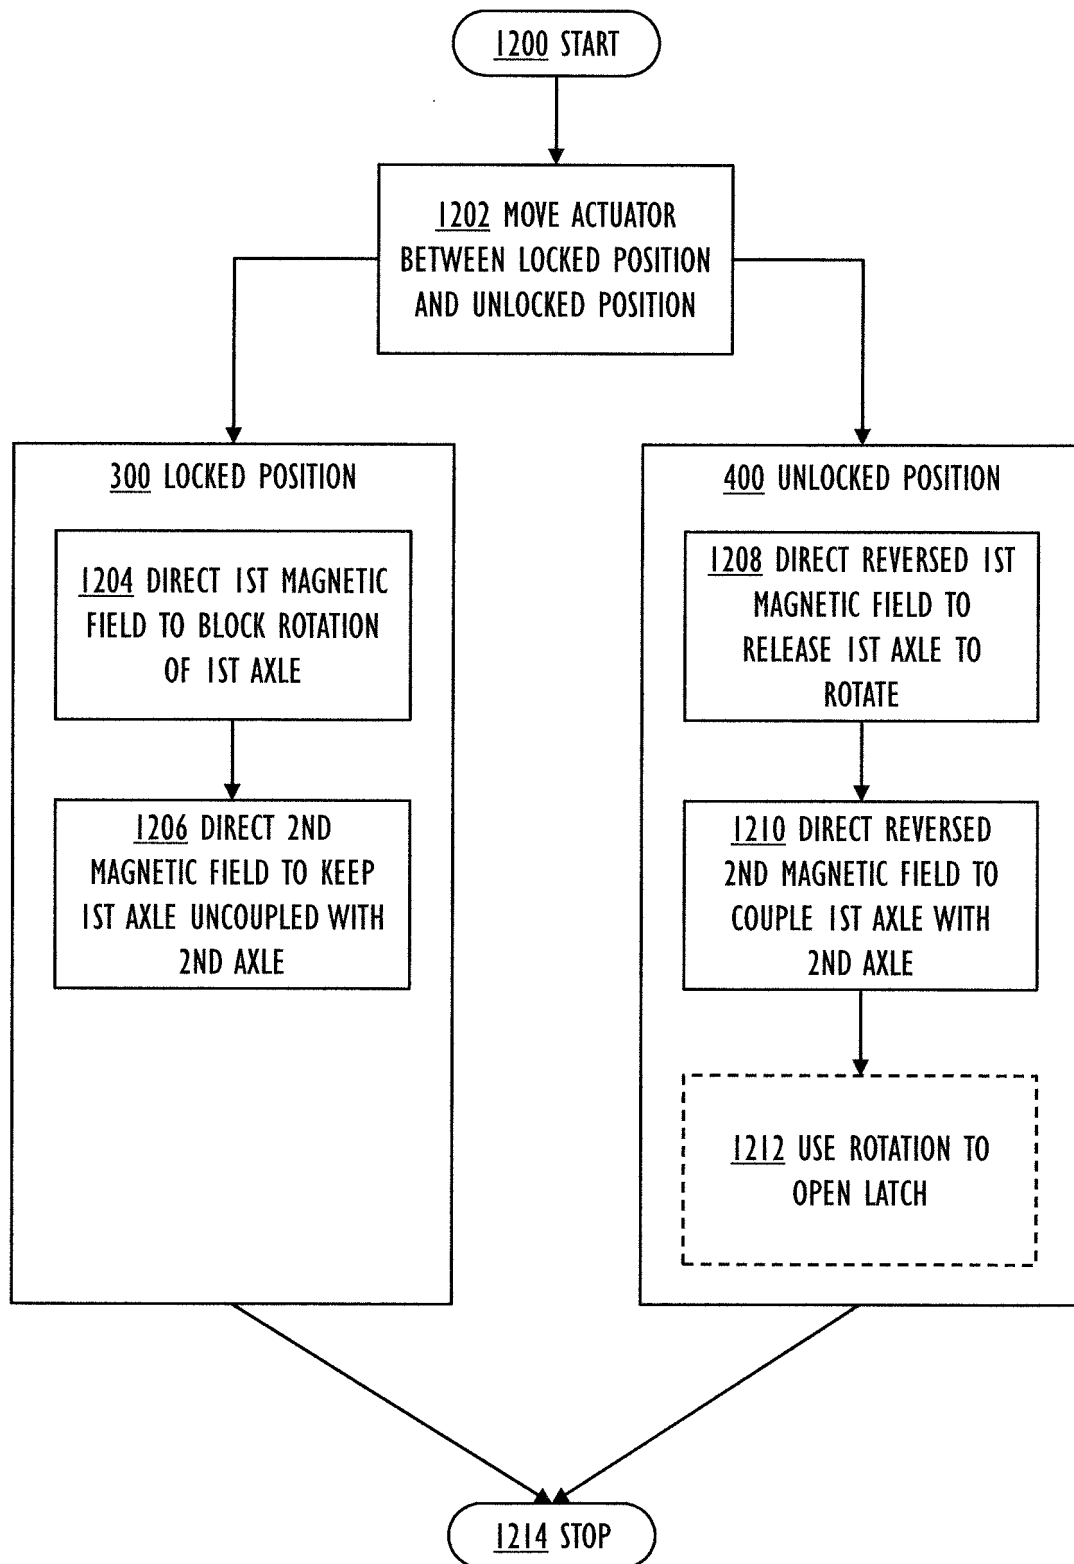 1200 START
1202 MOVE ACTUATOR
BETWEEN LOCKED POSITION
AND UNLOCKED POSITION
300 LOCKED POSITION
1204 DIRECT 1ST MAGNETIC
FIELD TO BLOCK ROTATION
OF 1ST AXLE
1206 DIRECT 2ND
MAGNETIC FIELD TO KEEP
1ST AXLE UNCOUPLED WITH
2ND AXLE
400 UNLOCKED POSITION
1208 DIRECT REVERSED 1ST
MAGNETIC FIELD TO
RELEASE 1ST AXLE TO
ROTATE
1210 DIRECT REVERSED
2ND MAGNETIC FIELD TO
COUPLE 1ST AXLE WITH
2ND AXLE
1212 USE ROTATION TO
OPEN LATCH
1214 STOP